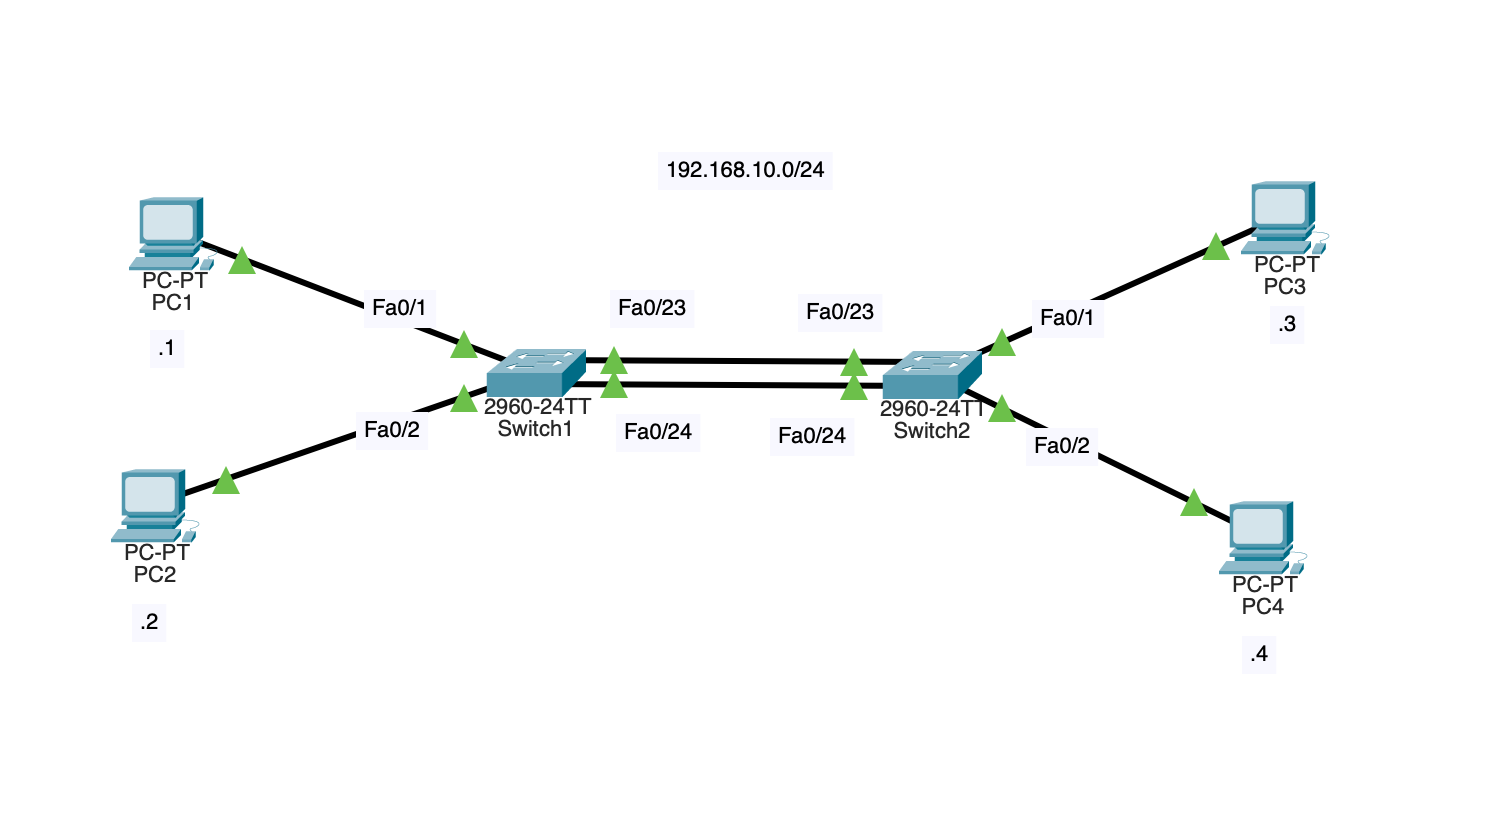 192.168.10.0/24
PC-PT
PC1
.1
Fa0/1
Fa0/23
Fa0/23
Fa0/1
PC-PT
PC3
.3
2960-24TT
Switch1
2960-24TT
Switch2
Fa0/2
Fa0/24
Fa0/24
Fa0/2
PC-PT
PC2
.2
PC-PT
PC4
.4